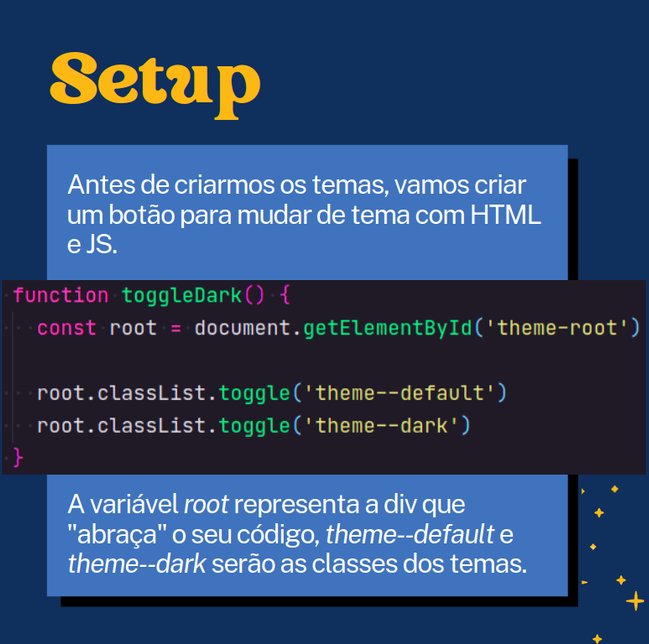 Setup
Antes de criarmos os temas, vamos criar
um botão para mudar de tema com HTML
e JS.
function toggleDark() {
const root = document.getElementById('theme-root')
root.classList.toggle('theme--default')
root.classList.toggle('theme--dark')
}
A variável root representa a div que
"abraça" o seu código, theme--default e
theme--dark serão as classes dos temas.